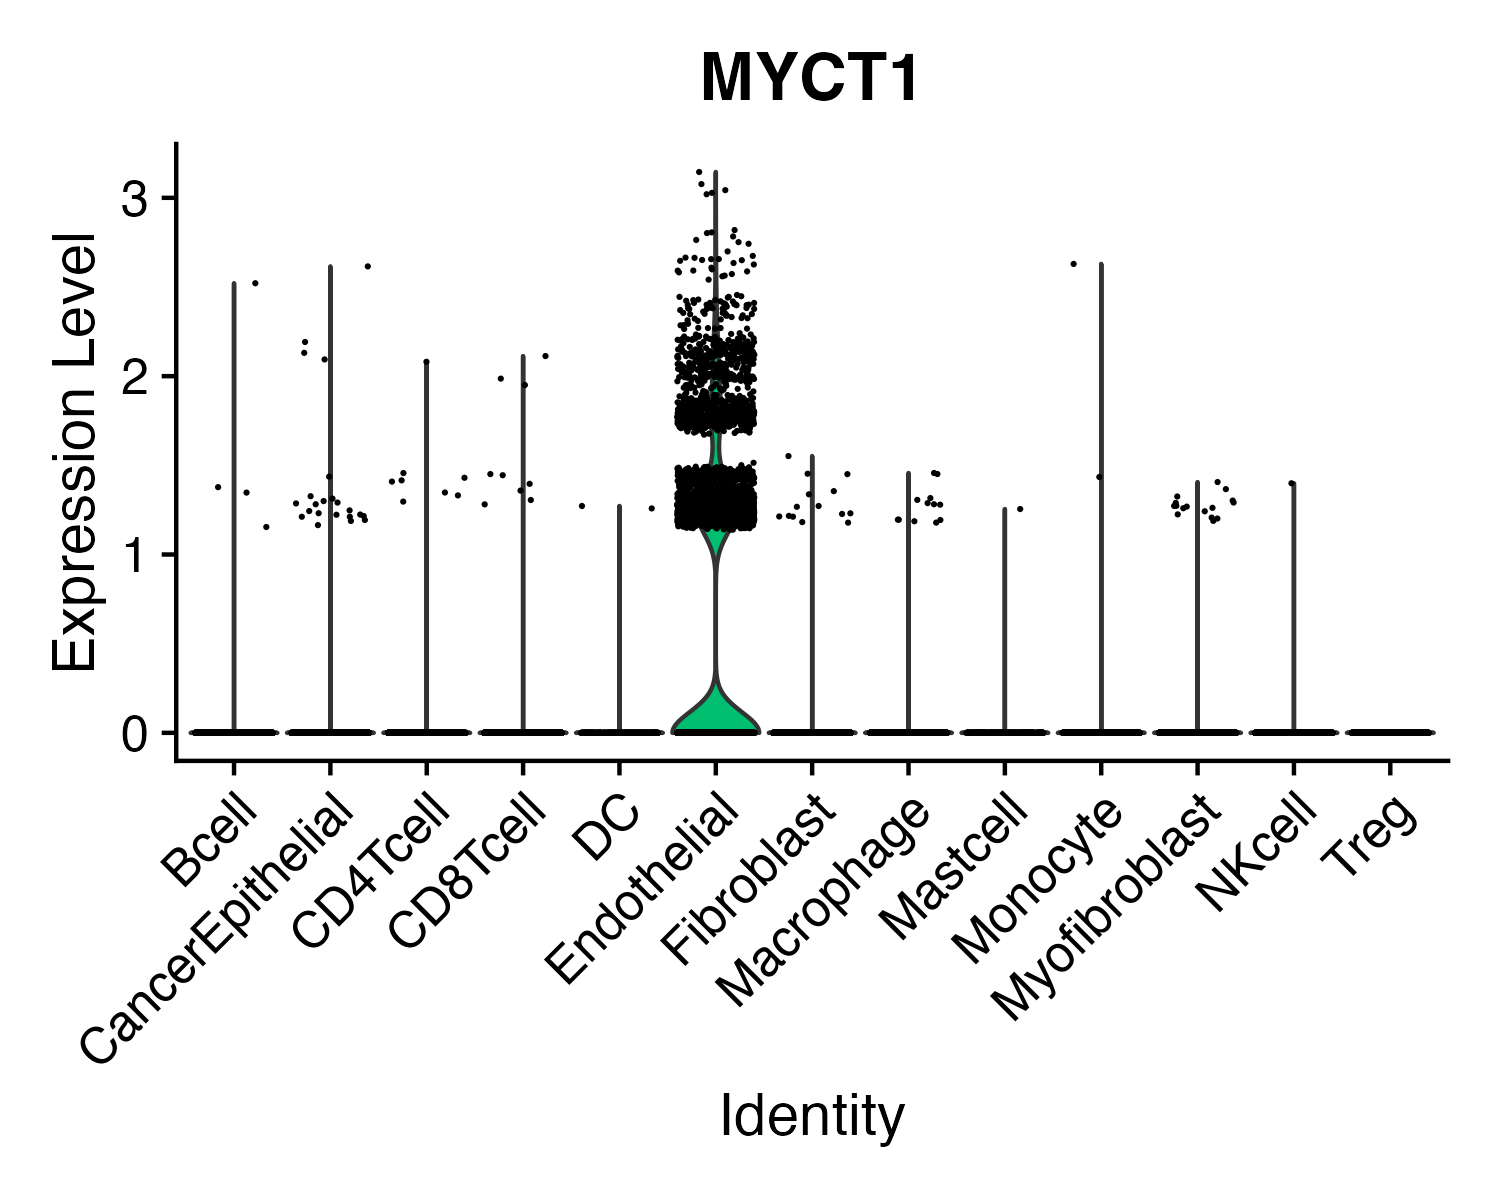 MYCT1
Expression Level
3
2
1
0
Bcell
CancerEpithelial
CD4Tcell
CD8Tcell
DC
Endothelial
Fibroblast
Macrophage
Mastcell
Monocyte
Myofibroblast
NKcell
Treg
Identity